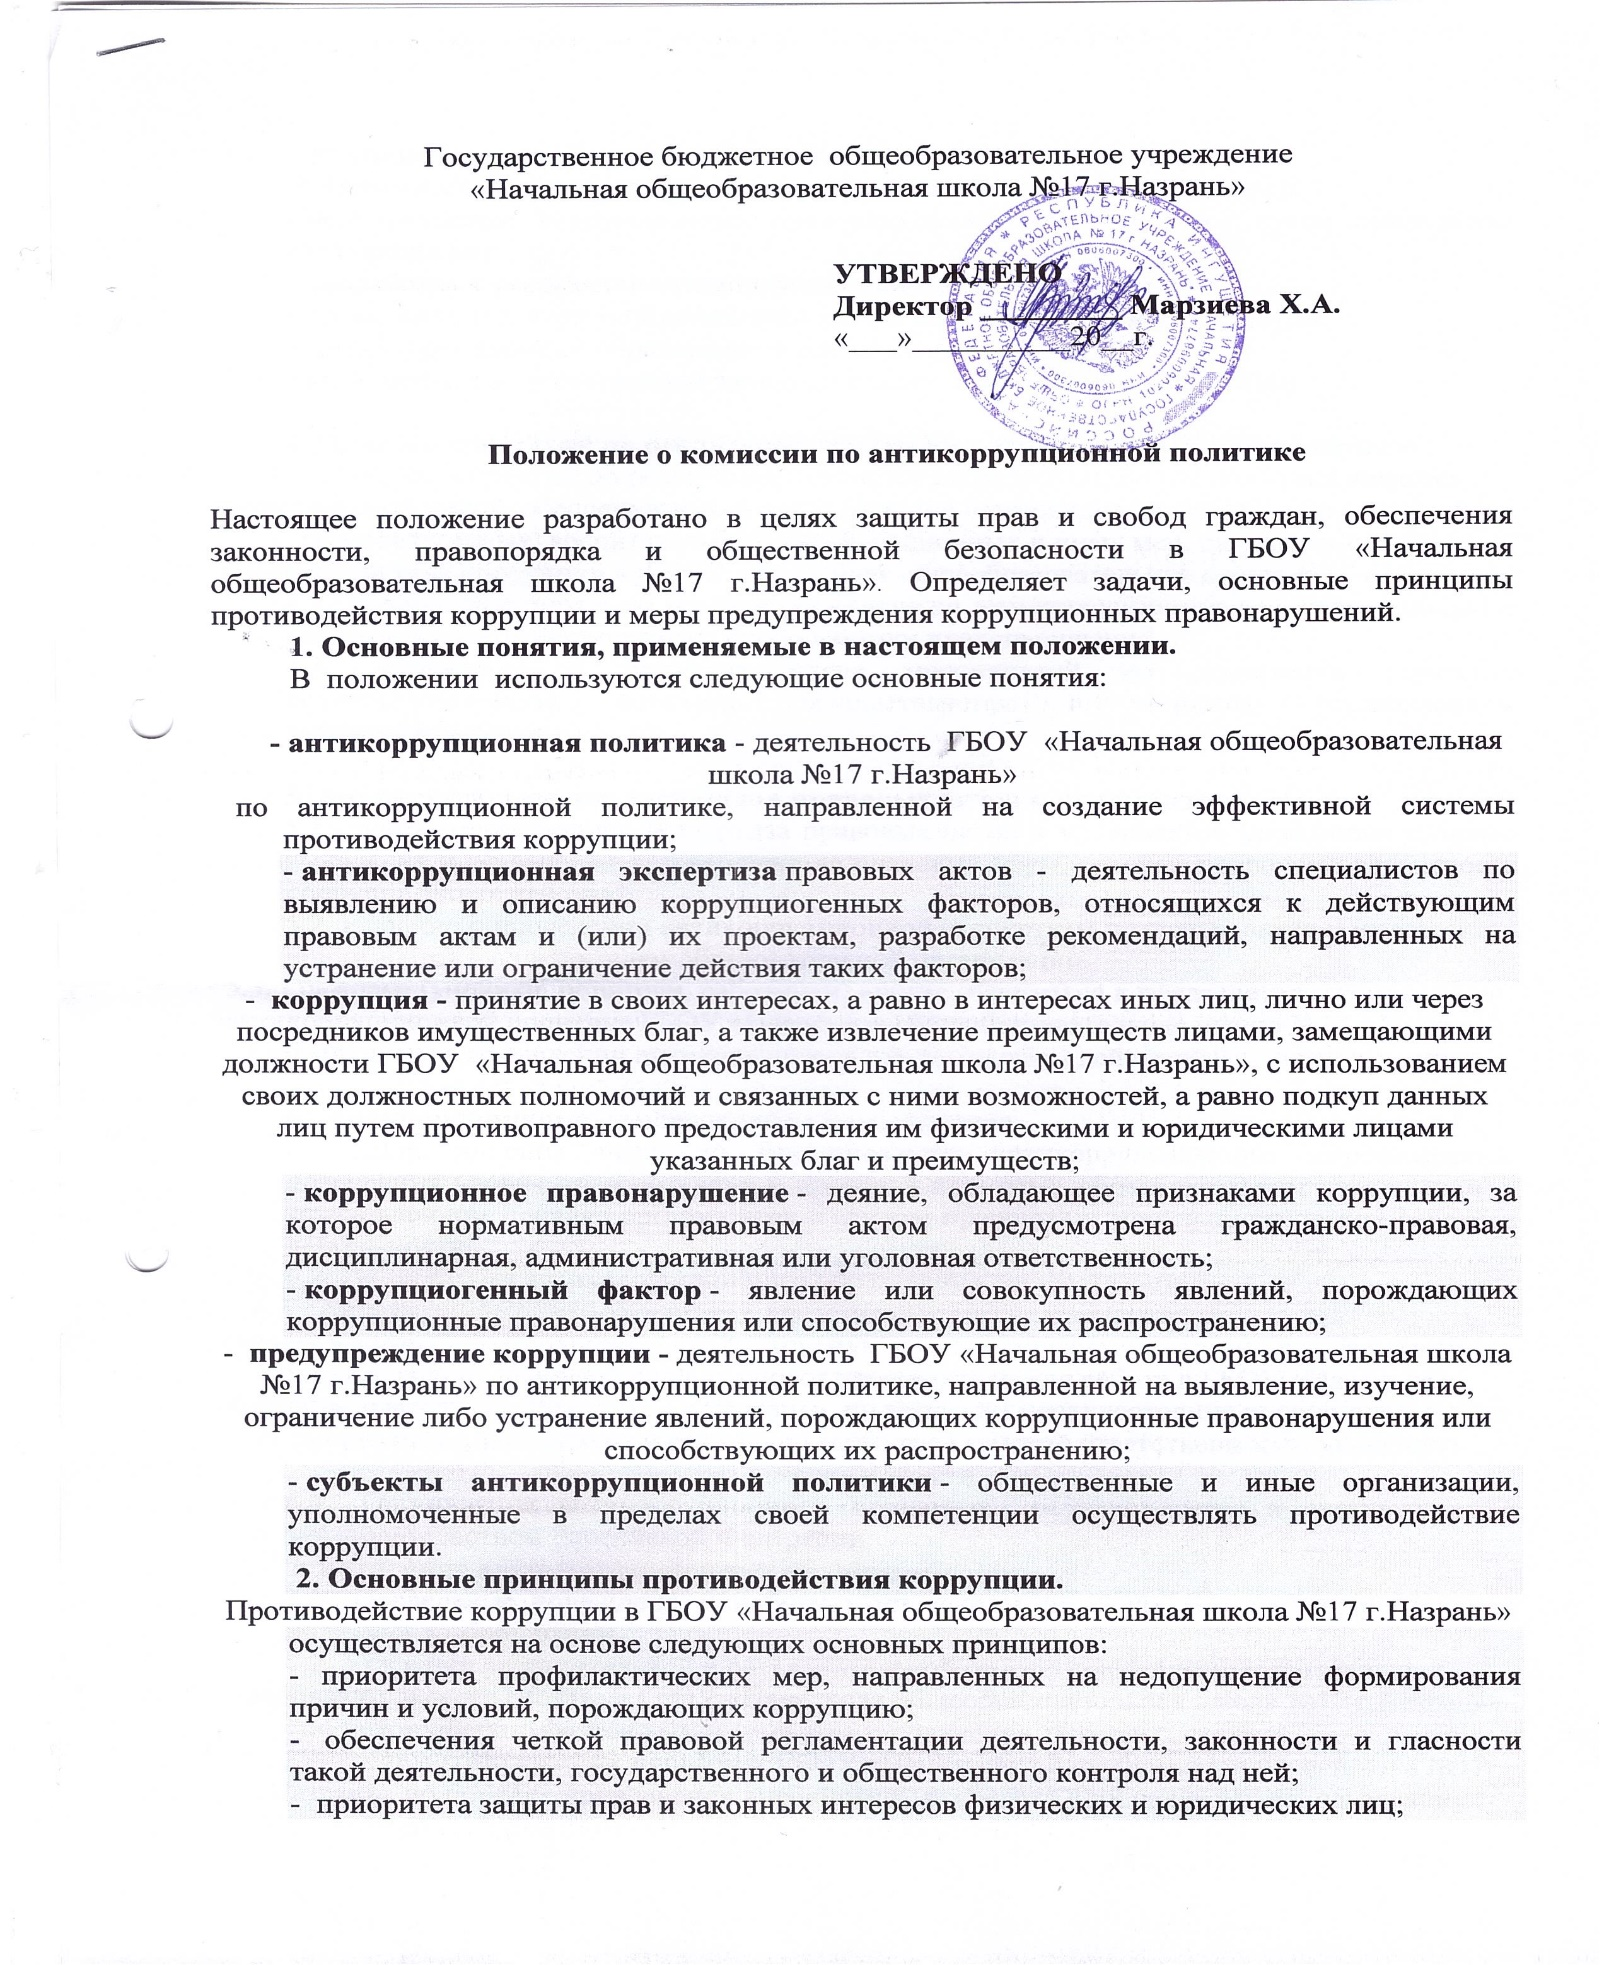 Государственное бюджетное общеобразовательное учреждение
«Начальная общеобразовательная школа №17 г.Назрань»
УТВЕРЖДЕНО
Директор __________ Марзиева Х.А.
«___»__________20__г.
Положение о комиссии по антикоррупционной политике
Настоящее положение разработано в целях защиты прав и свобод граждан, обеспечения
законности, правопорядка и общественной безопасности в ГБОУ «Начальная
общеобразовательная школа №17 г.Назрань». Определяет задачи, основные принципы
противодействия коррупции и меры предупреждения коррупционных правонарушений.
1. Основные понятия, применяемые в настоящем положении.
В положении используются следующие основные понятия:
- антикоррупционная политика - деятельность ГБОУ «Начальная общеобразовательная
школа №17 г.Назрань»
по антикоррупционной политике, направленной на создание эффективной системы
противодействия коррупции;
- антикоррупционная экспертиза правовых актов - деятельность специалистов по
выявлению и описанию коррупциогенных факторов, относящихся к действующим
правовым актам и (или) их проектам, разработке рекомендаций, направленных на
устранение или ограничение действия таких факторов;
- коррупция - принятие в своих интересах, а равно в интересах иных лиц, лично или через
посредников имущественных благ, а также извлечение преимуществ лицами, замещающими
должности ГБОУ «Начальная общеобразовательная школа №17 г.Назрань», с использованием
своих должностных полномочий и связанных с ними возможностей, а равно подкуп данных
лиц путем противоправного предоставления им физическими и юридическими лицами
указанных благ и преимуществ;
- коррупционное правонарушение - деяние, обладающее признаками коррупции, за
которое нормативным правовым актом предусмотрена гражданско-правовая,
дисциплинарная, административная или уголовная ответственность;
- коррупциогенный фактор - явление или совокупность явлений, порождающих
коррупционные правонарушения или способствующие их распространению;
- предупреждение коррупции - деятельность ГБОУ «Начальная общеобразовательная школа
№17 г.Назрань» по антикоррупционной политике, направленной на выявление, изучение,
ограничение либо устранение явлений, порождающих коррупционные правонарушения или
способствующих их распространению;
- субъекты антикоррупционной политики - общественные и иные организации,
уполномоченные в пределах своей компетенции осуществлять противодействие
коррупции.
2. Основные принципы противодействия коррупции.
Противодействие коррупции в ГБОУ «Начальная общеобразовательная школа №17 г.Назрань»
осуществляется на основе следующих основных принципов:
- приоритета профилактических мер, направленных на недопущение формирования
причин и условий, порождающих коррупцию;
- обеспечения четкой правовой регламентации деятельности, законности и гласности
такой деятельности, государственного и общественного контроля над ней;
- приоритета защиты прав и законных интересов физических и юридических лиц;